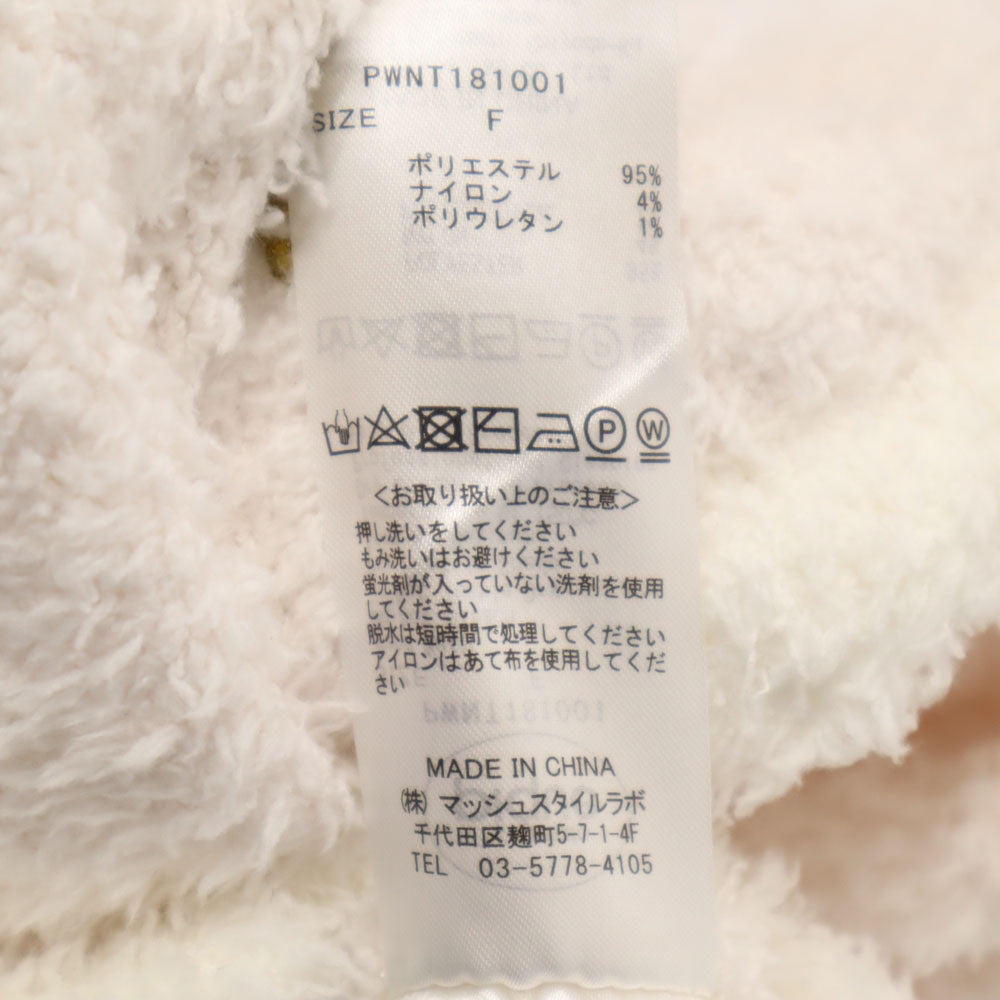 PWNT181001
SIZE F
ポリエステル 95%
ナイロン 4%
ポリウレタン 1%
P W
<お取り扱い上のご注意>
押し洗いをしてください
もみ洗いはお避けください
蛍光剤が入っていない洗剤を使用
してください
脱水は短時間で処理してください
アイロンはあて布を使用してくだ
さい
MADE IN CHINA
(株) マッシュスタイルラボ
千代田区麹町5-7-1-4F
TEL 03-5778-4105